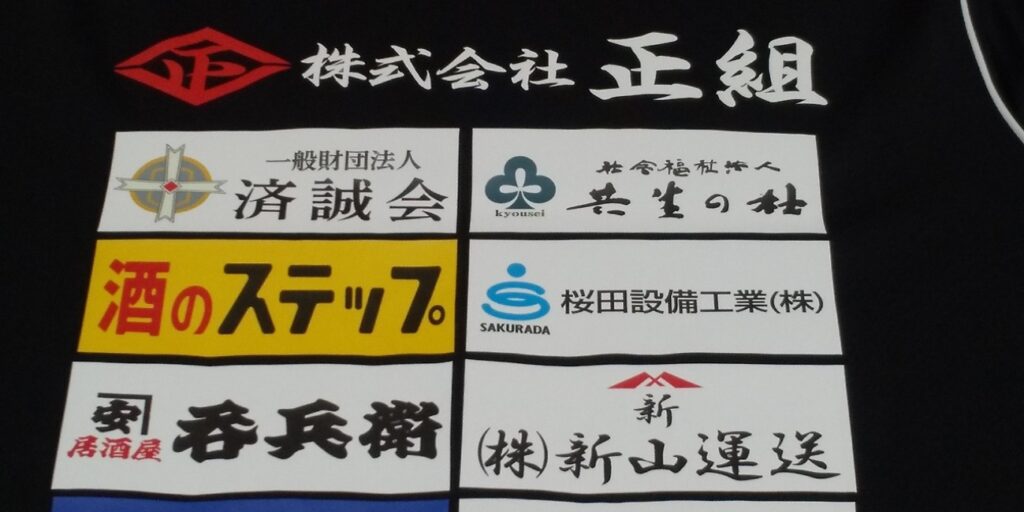 正
株式会社 正組
一般財団法人
済誠会
社会福祉法人
共生の杜
kyousei
酒のステップ。
SAKURADA
桜田設備工業(株)
安
居酒屋
呑兵衛
新
(株)新山運送